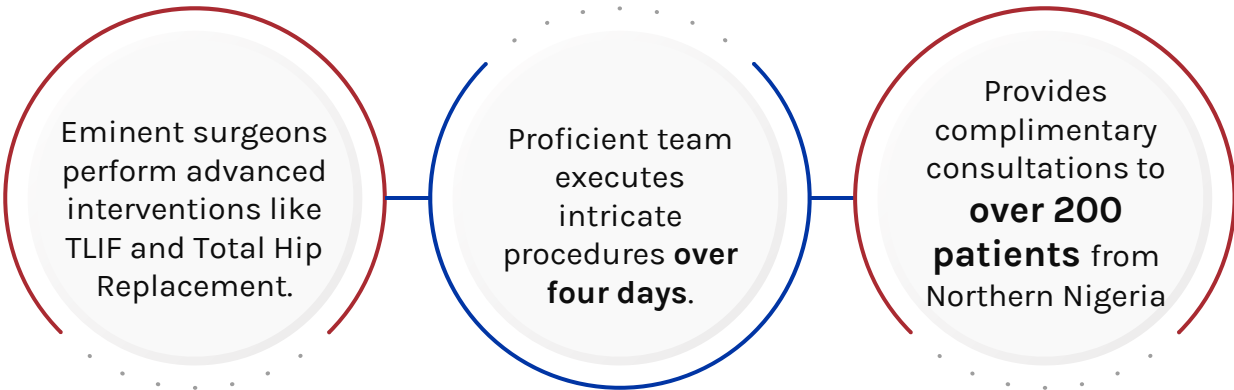 Eminent surgeons
perform advanced
interventions like
TLIF and Total Hip
Replacement.
Proficient team
executes
intricate
procedures over
four days.
Provides
complimentary
consultations to
over 200
patients from
Northern Nigeria